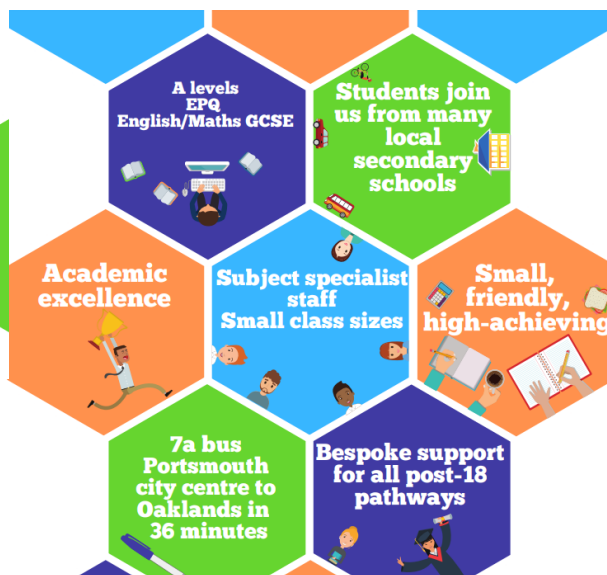 A levels
EPQ
English/Maths GCSE
Students join
us from many
local
secondary
schools
Academic
excellence
Subject specialist
staff
Small class sizes
Small,
friendly,
high-achieving
7a bus
Portsmouth
city centre to
Oaklands in
36 minutes
Bespoke support
for all post-18
pathways